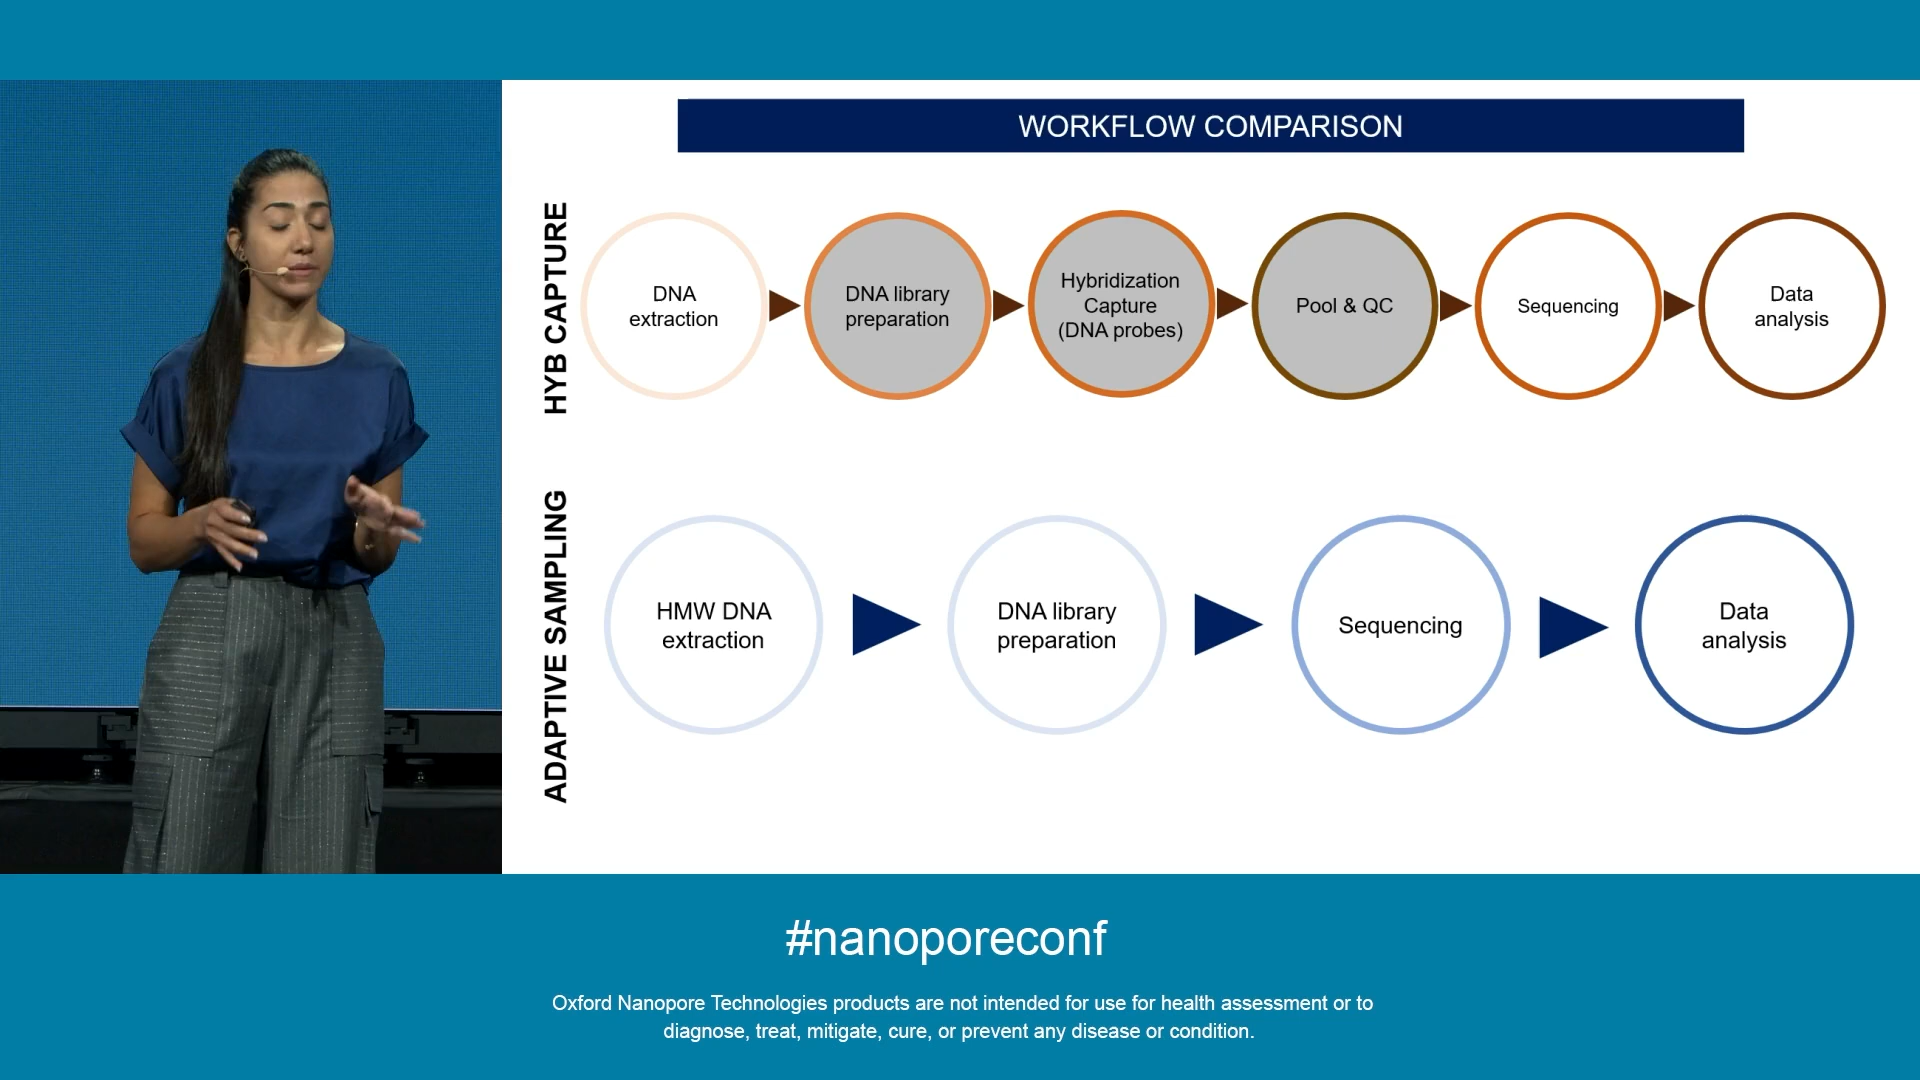 WORKFLOW COMPARISON
HYB CAPTURE
DNA
extraction
DNA library
preparation
Hybridization
Capture
(DNA probes)
Pool & QC
Sequencing
Data
analysis
ADAPTIVE SAMPLING
HMW DNA
extraction
DNA library
preparation
Sequencing
Data
analysis
#nanoporeconf
Oxford Nanopore Technologies products are not intended for use for health assessment or to
diagnose, treat, mitigate, cure, or prevent any disease or condition.